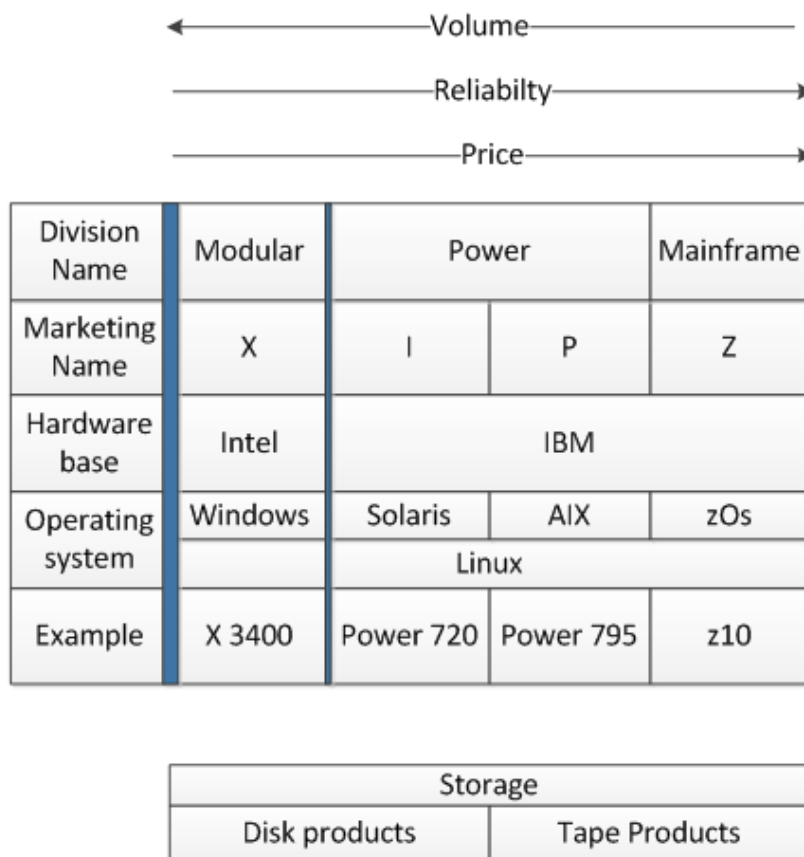 Volume
Reliabilty
Price
Division Name
Modular
Power
Mainframe
Marketing Name
X
I
P
Z
Hardware base
Intel
IBM
Operating system
Windows
Solaris
AIX
zOs
Linux
Example
X 3400
Power 720
Power 795
z10
Storage
Disk products
Tape Products